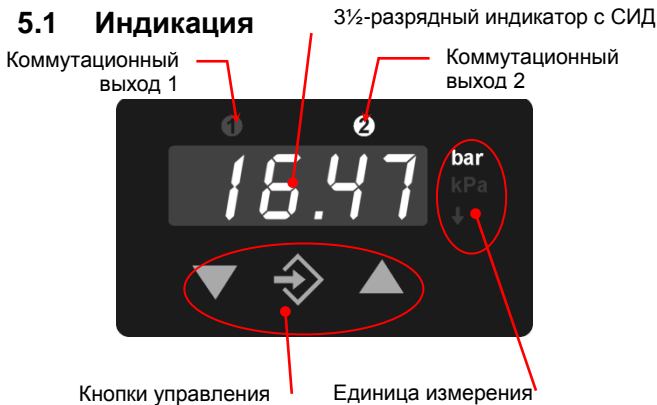 5.1 Индикация
3½-разрядный индикатор с СИД
Коммутационный
выход 1
Коммутационный
выход 2
1
2
16.47
bar
kPa
Кнопки управления
Единица измерения